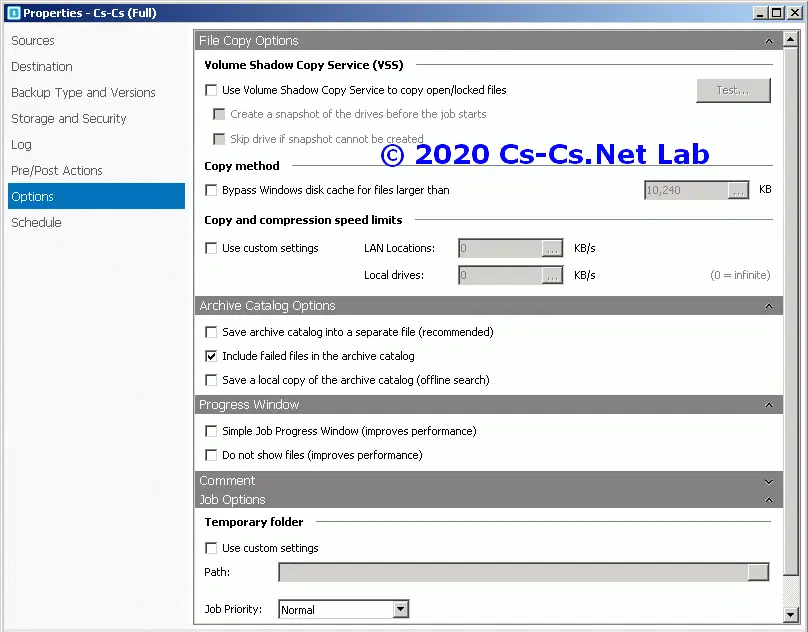 Properties - Cs-Cs (Full)
Sources
Destination
Backup Type and Versions
Storage and Security
Log
Pre/Post Actions
Options
Schedule
File Copy Options
Volume Shadow Copy Service (VSS)
Use Volume Shadow Copy Service to copy open/locked files
Test...
Create a snapshot of the drives before the job starts
Skip drive if snapshot cannot be created
© 2020 Cs-Cs.Net Lab
Copy method
Bypass Windows disk cache for files larger than
10,240 ... KB
Copy and compression speed limits
Use custom settings LAN Locations: 0 ... KB/s
Local drives: 0 ... KB/s (0 = infinite)
Archive Catalog Options
Save archive catalog into a separate file (recommended)
Include failed files in the archive catalog
Save a local copy of the archive catalog (offline search)
Progress Window
Simple Job Progress Window (improves performance)
Do not show files (improves performance)
Comment
Job Options
Temporary folder
Use custom settings
Path:
Job Priority: Normal